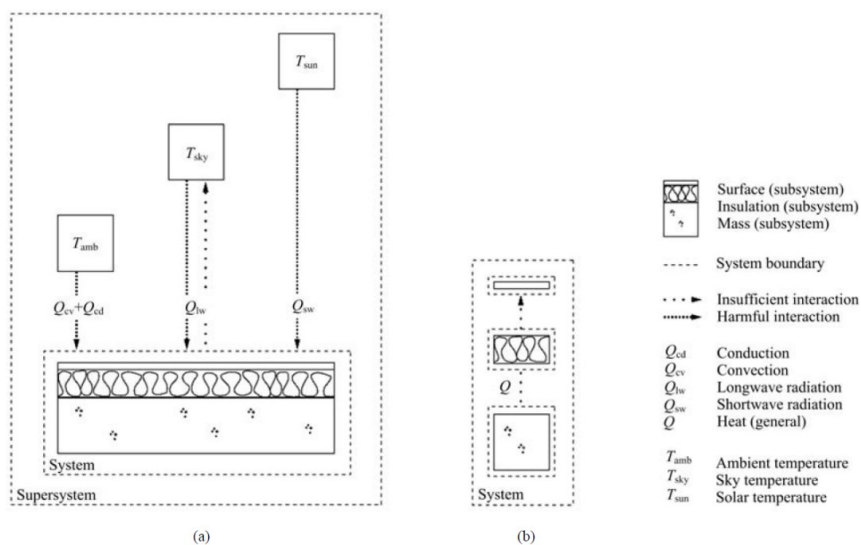 T_sun
T_sky
T_amb
Q_cv+Q_cd
Q_lw
Q_sw
System
Supersystem
(a)
Q
System
(b)
Surface (subsystem)
Insulation (subsystem)
Mass (subsystem)
System boundary
Insufficient interaction
Harmful interaction
Q_cd Conduction
Q_cv Convection
Q_lw Longwave radiation
Q_sw Shortwave radiation
Q Heat (general)
T_amb Ambient temperature
T_sky Sky temperature
T_sun Solar temperature